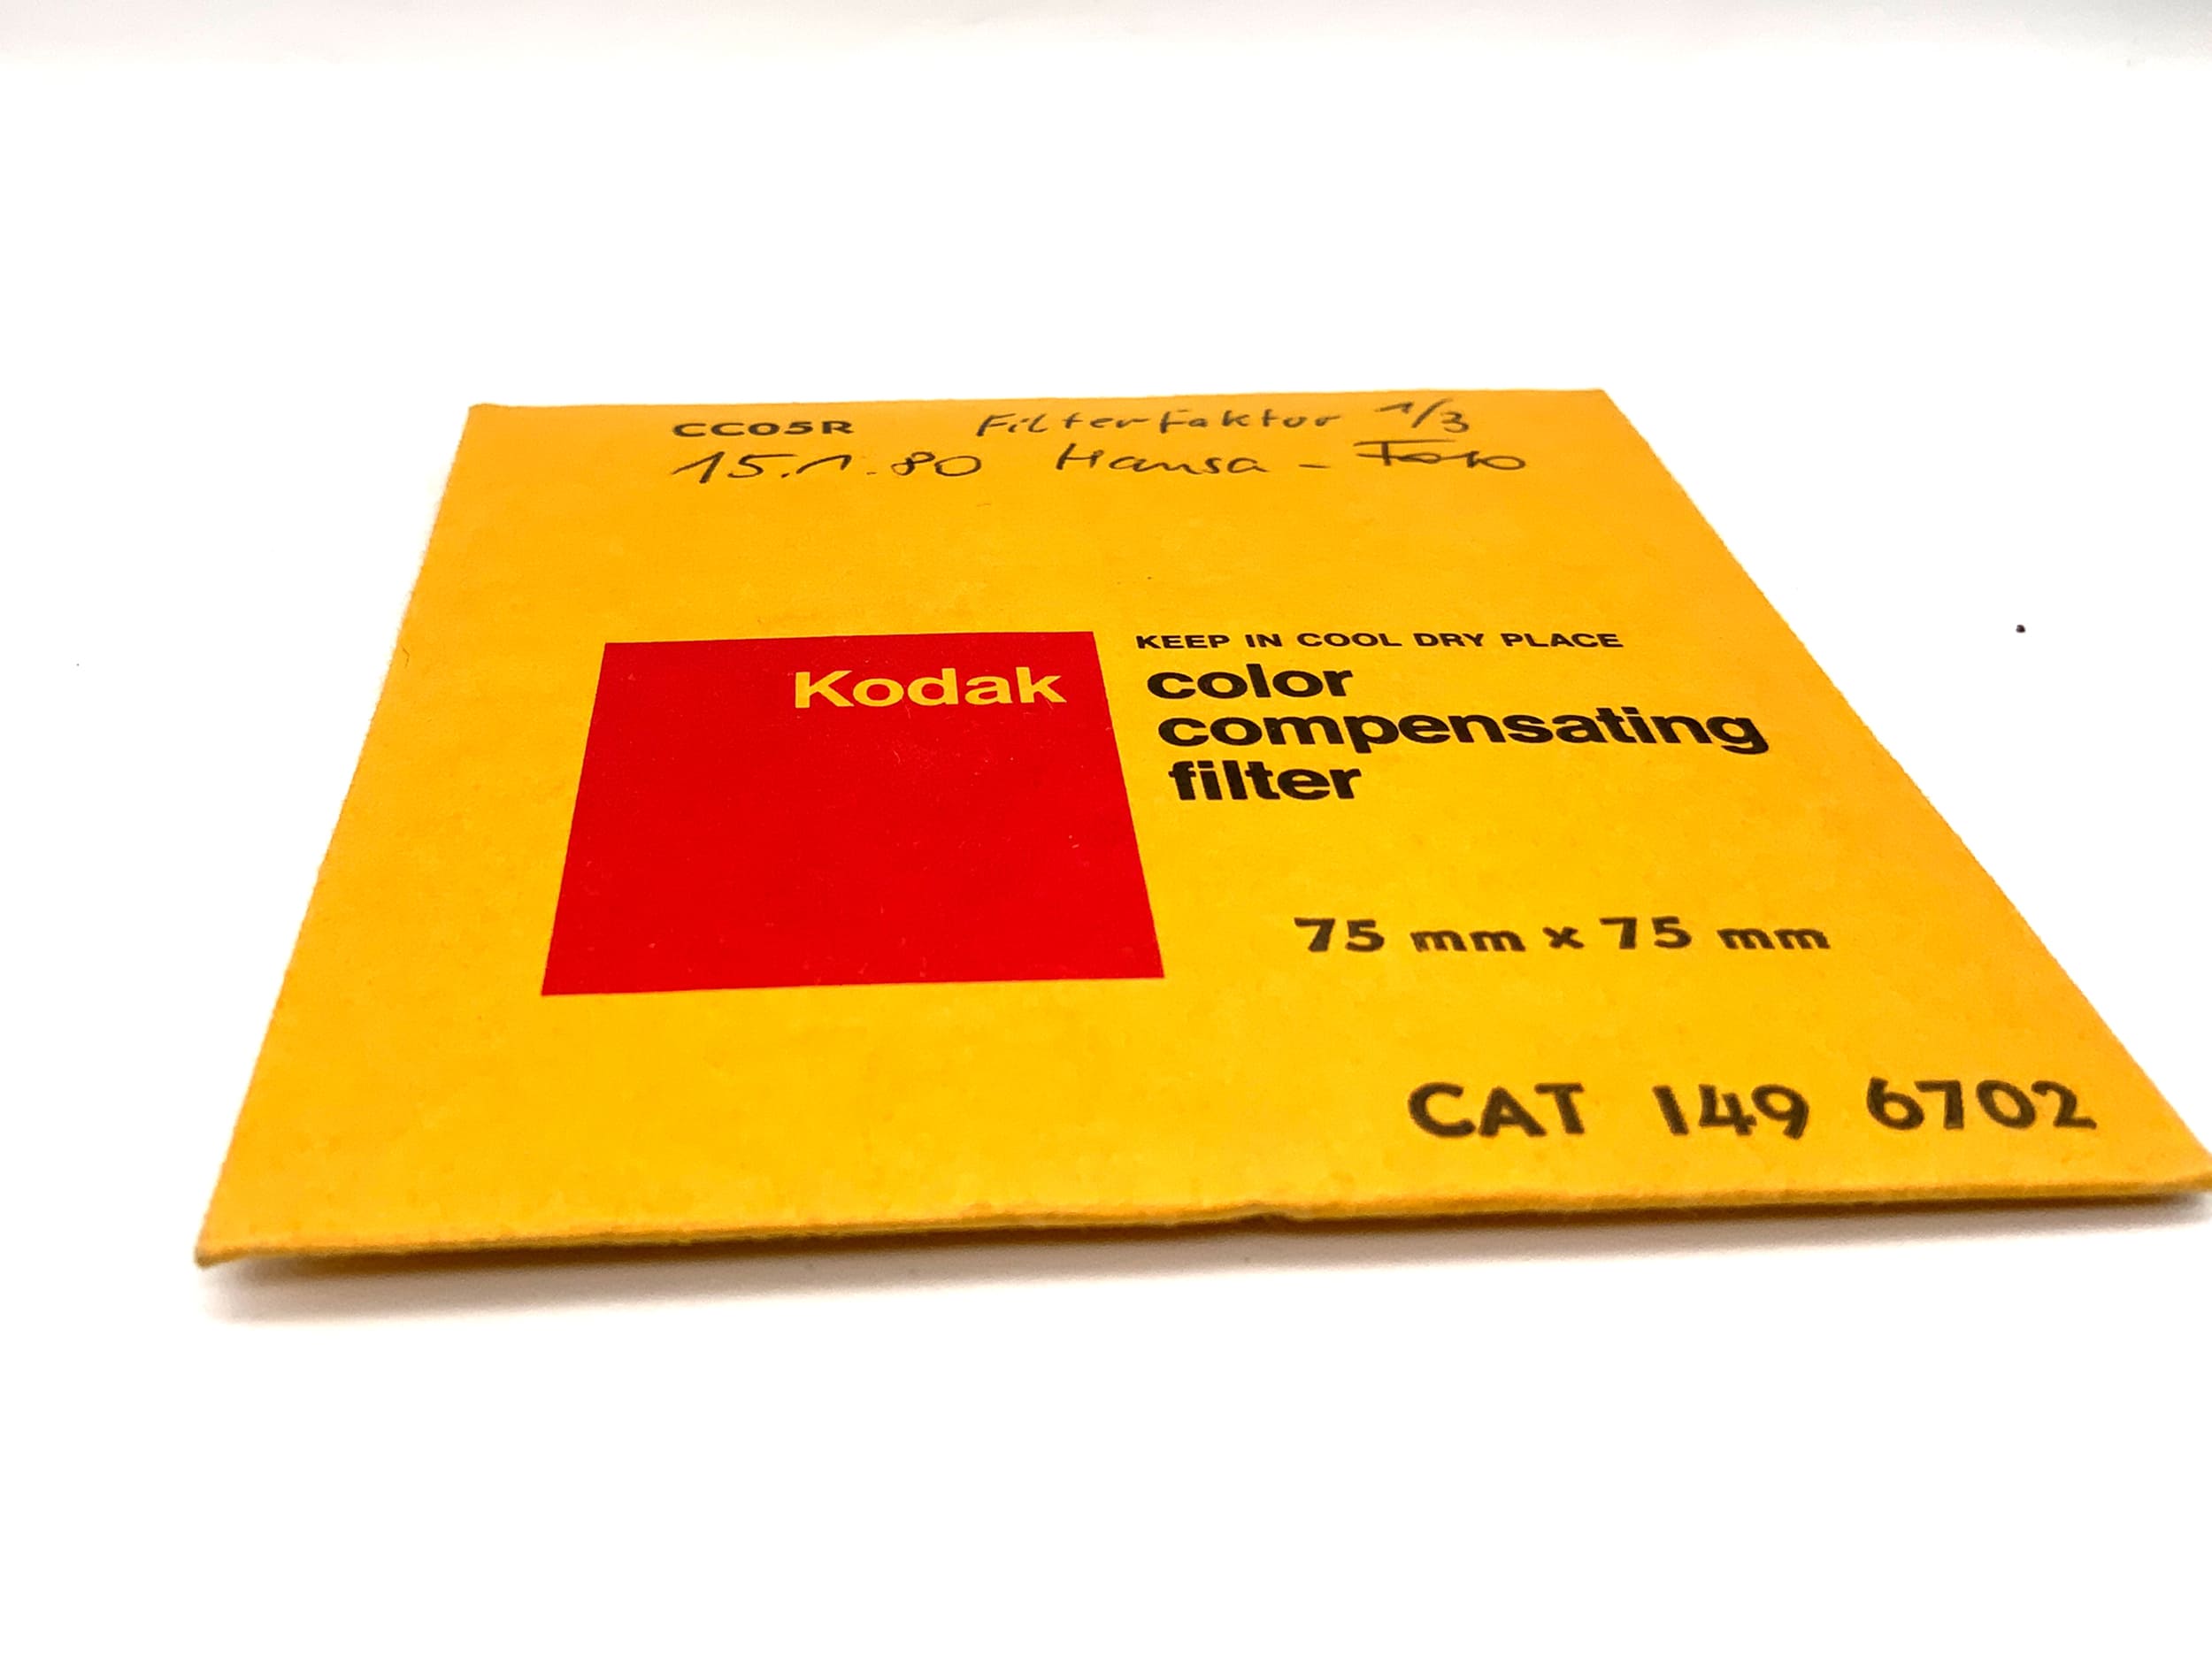 CC05R Filterfaktor 1/3
15.1.80 Hansa - Foto
Kodak
KEEP IN COOL DRY PLACE
color
compensating
filter
75 mm x 75 mm
CAT 149 6702